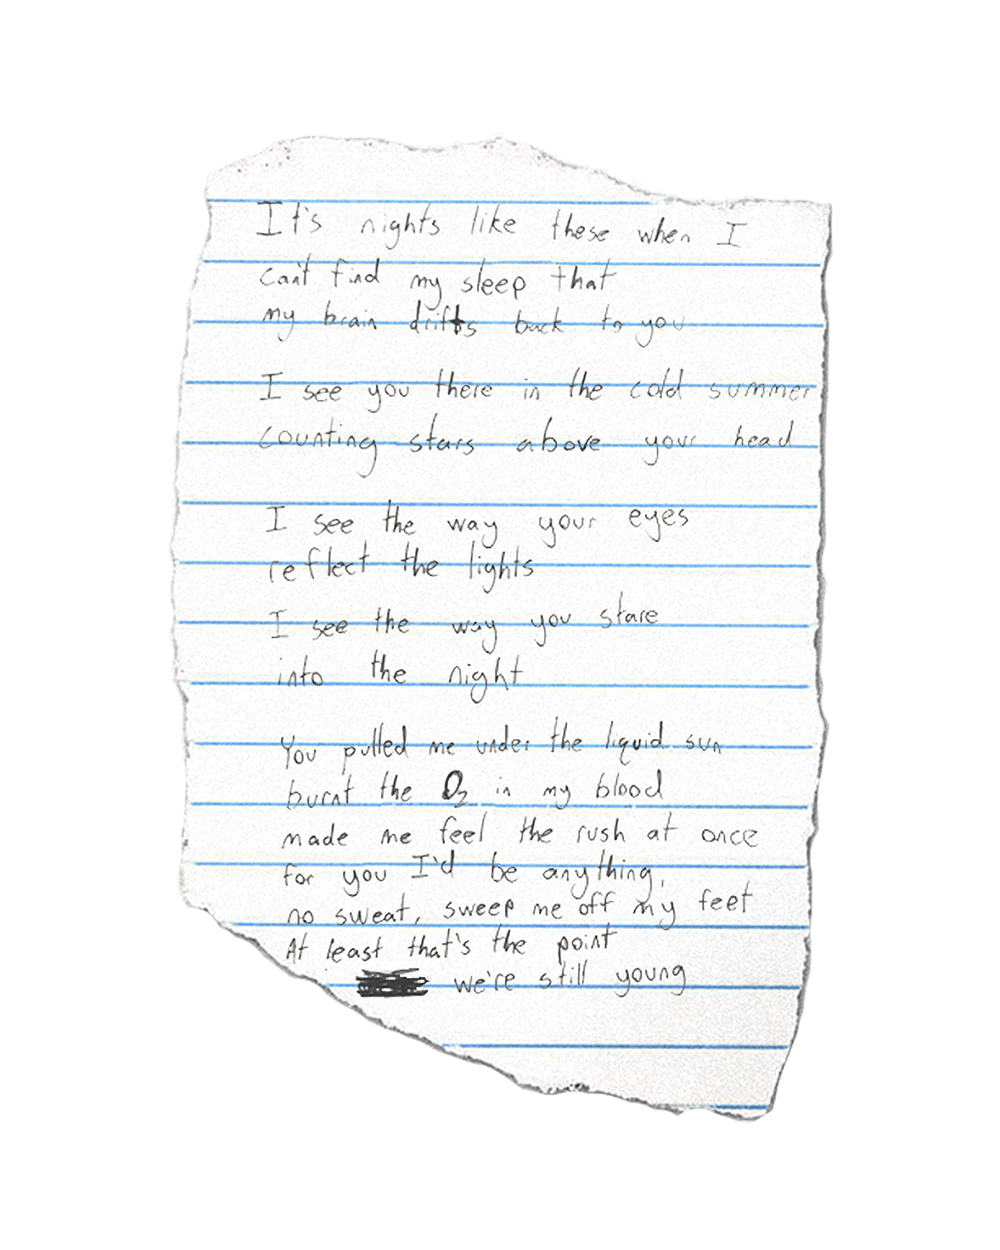 It's nights like these when I
can't find my sleep that
my brain drifts back to you
I see you there in the cold summer
counting stars above your head
I see the way your eyes
reflect the lights
I see the way you stare
into the night
You pulled me under the liquid sun
burnt the O₂ in my blood
made me feel the rush at once
for you I'd be anything,
no sweat, sweep me off my feet
At least that's the point
we're still young